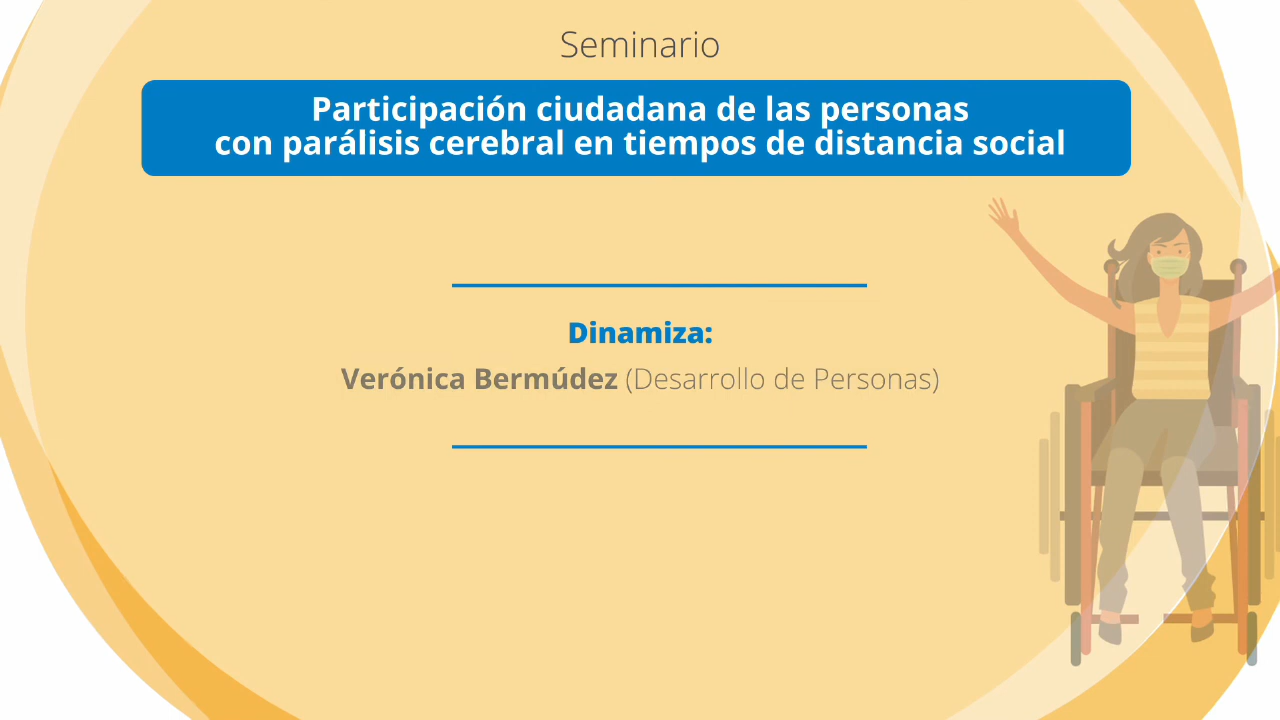 Seminario
Participación ciudadana de las personas
con parálisis cerebral en tiempos de distancia social
Dinamiza:
Verónica Bermúdez (Desarrollo de Personas)